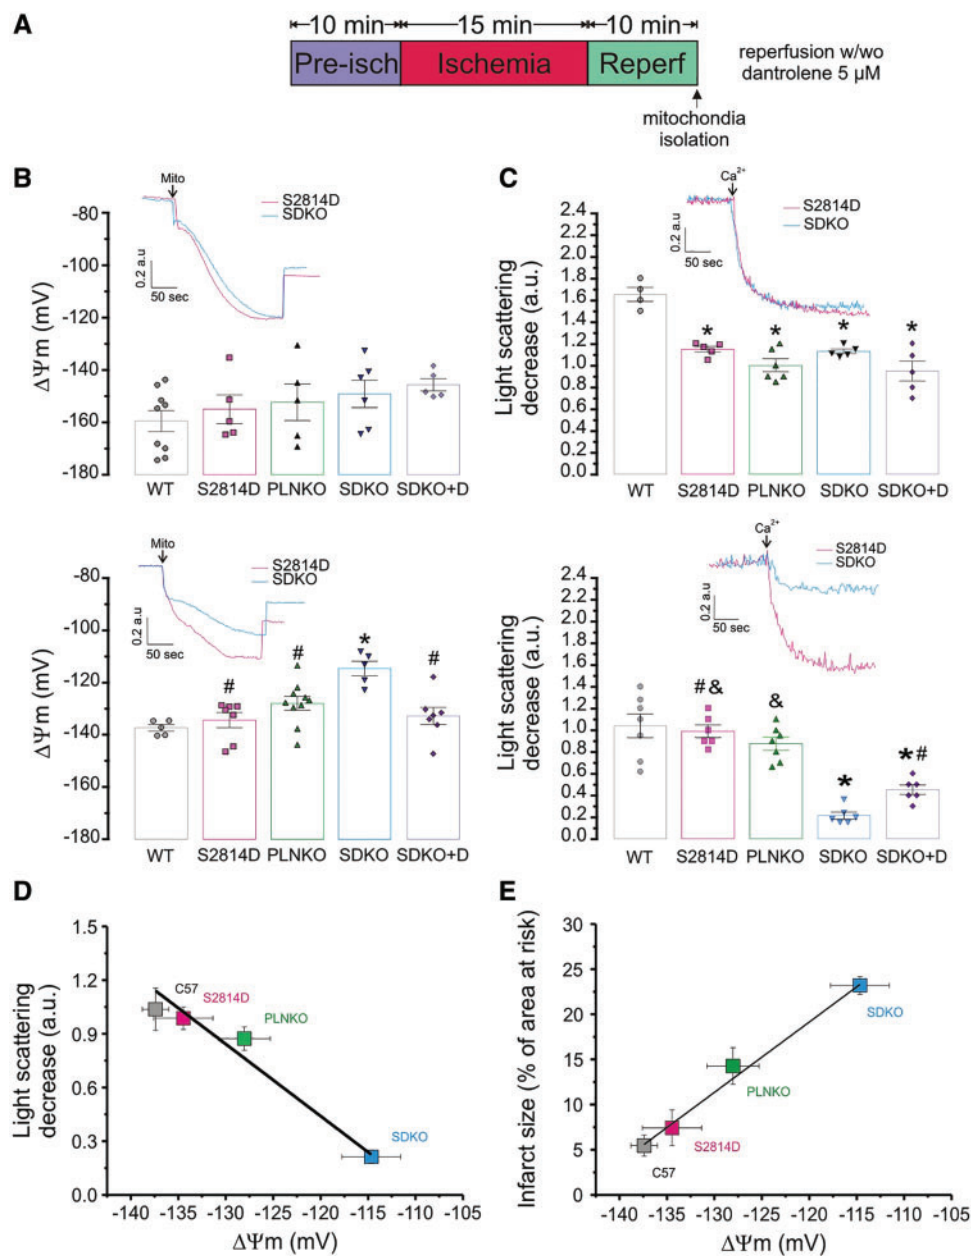 A
10 min
15 min
10 min
Pre-isch
Ischemia
Reperf
reperfusion w/wo
dantrolene 5 µM
mitochondia
isolation
B
Mito
S2814D
SDKO
0.2 a.u
50 sec
-80
-100
-120
-140
-160
-180
ΔΨm (mV)
WT
S2814D
PLNKO
SDKO
SDKO+D
C
Ca²⁺
S2814D
SDKO
0.2 a.u
50 sec
2.4
2.2
2.0
1.8
1.6
1.4
1.2
1.0
0.8
0.6
0.4
0.2
0.0
Light scattering
decrease (a.u.)
*
*
*
*
WT
S2814D
PLNKO
SDKO
SDKO+D
Mito
S2814D
SDKO
0.2 a.u
50 sec
-80
-100
-120
-140
-160
-180
ΔΨm (mV)
#
#
*
#
WT
S2814D
PLNKO
SDKO
SDKO+D
Ca²⁺
S2814D
SDKO
0.2 a.u
50 sec
2.4
2.2
2.0
1.8
1.6
1.4
1.2
1.0
0.8
0.6
0.4
0.2
0.0
Light scattering
decrease (a.u.)
#&
&
*
*#
WT
S2814D
PLNKO
SDKO
SDKO+D
D
1.5
1.2
0.9
0.6
0.3
0.0
Light scattering
decrease (a.u.)
C57
S2814D
PLNKO
SDKO
-140 -135 -130 -125 -120 -115 -110 -105
ΔΨm (mV)
E
30
25
20
15
10
5
0
Infarct size (% of area at risk)
SDKO
PLNKO
S2814D
C57
-140 -135 -130 -125 -120 -115 -110 -105
ΔΨm (mV)